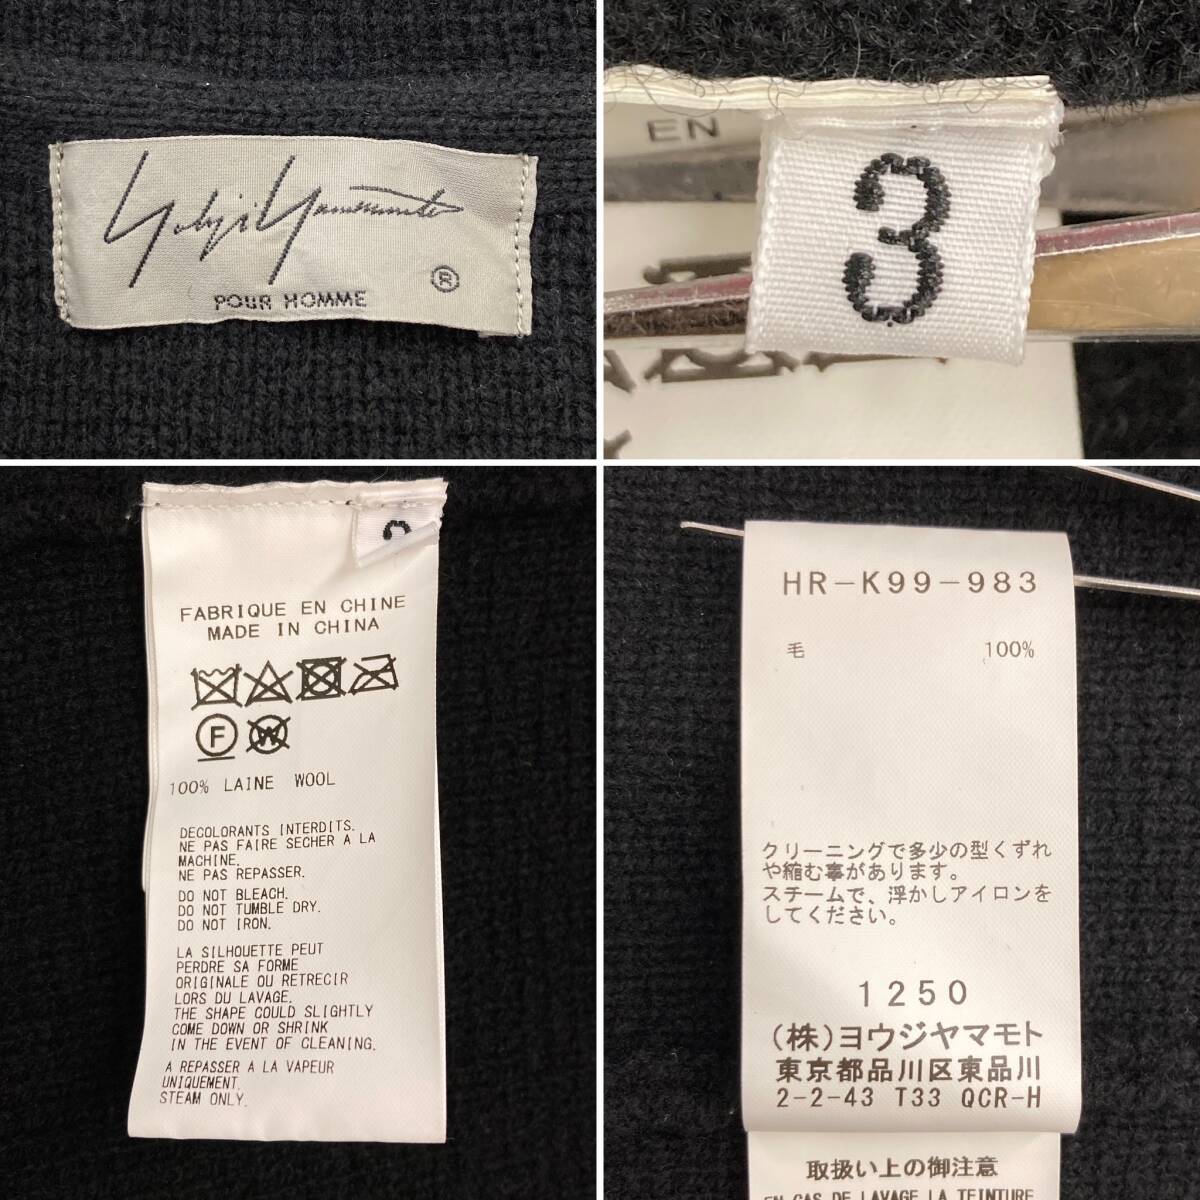 Yohji Yamamoto
®
POUR HOMME
EN
3
FABRIQUE EN CHINE
MADE IN CHINA
F
W
100% LAINE WOOL
DECOLORANTS INTERDITS.
NE PAS FAIRE SECHER A LA
MACHINE.
NE PAS REPASSER.
DO NOT BLEACH.
DO NOT TUMBLE DRY.
DO NOT IRON.
LA SILHOUETTE PEUT
PERDRE SA FORME
ORIGINALE OU RETRECIR
LORS DU LAVAGE.
THE SHAPE COULD SLIGHTLY
COME DOWN OR SHRINK
IN THE EVENT OF CLEANING.
A REPASSER A LA VAPEUR
UNIQUEMENT.
STEAM ONLY.
HR-K99-983
毛 100%
クリーニングで多少の型くずれ
や縮む事があります。
スチームで、浮かしアイロンを
してください。
1250
(株)ヨウジヤマモト
東京都品川区東品川
2-2-43 T33 QCR-H
取扱い上の御注意
EN CAS DE LAVAGE LA TEINTURE